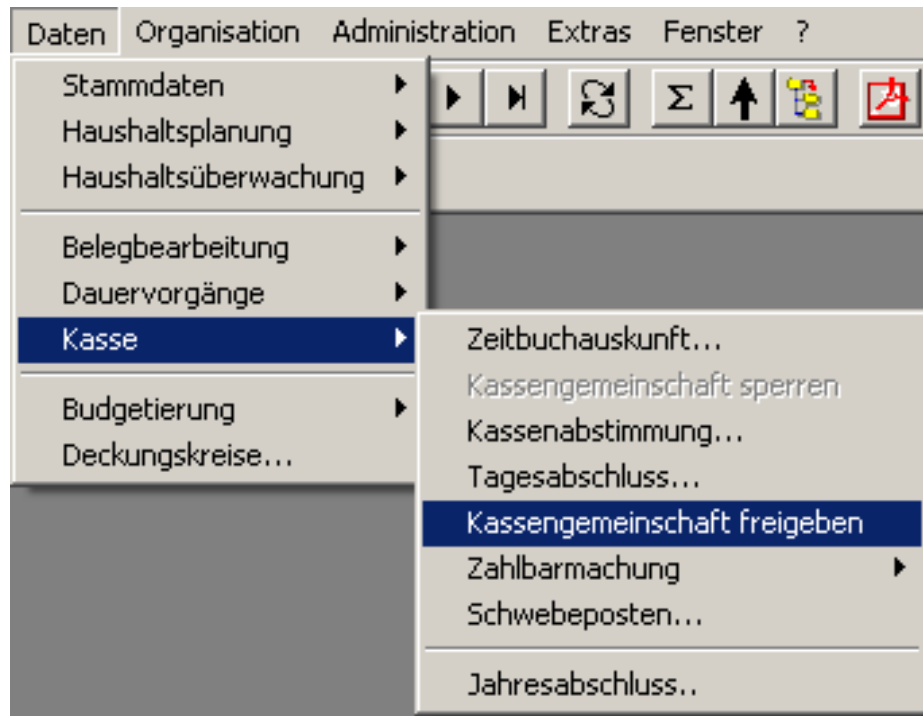 Daten Organisation Administration Extras Fenster ?
Stammdaten
Haushaltsplanung
Haushaltsüberwachung
Belegbearbeitung
Dauervorgänge
Kasse
Budgetierung
Deckungskreise...
Zeitbuchauskunft...
Kassengemeinschaft sperren
Kassenabstimmung...
Tagesabschluss...
Kassengemeinschaft freigeben
Zahlbarmachung
Schwebeposten...
Jahresabschluss..